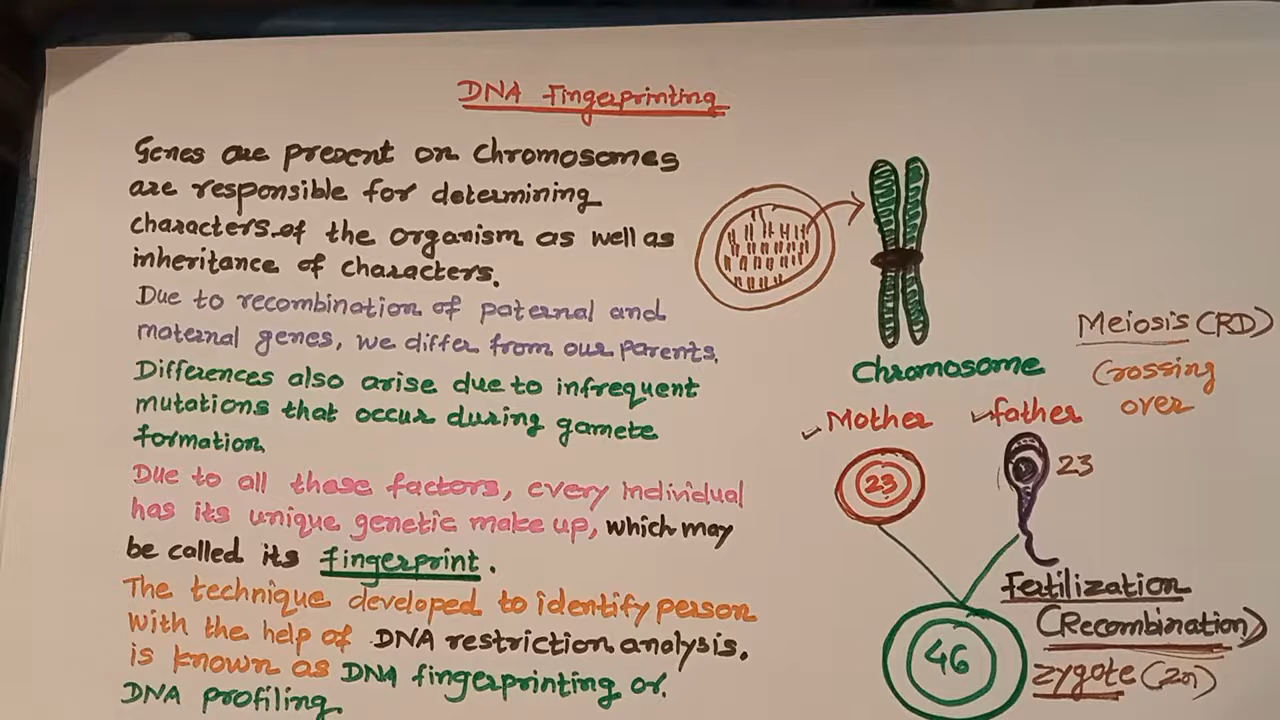 DNA Fingerprinting
Genes are present on chromosomes
are responsible for determining
characters of the organism as well as
inheritance of characters.
Due to recombination of paternal and
maternal genes, we differ from our parents.
Differences also arise due to infrequent
mutations that occur during gamete
formation.
Due to all these factors, every individual
has its unique genetic make up, which may
be called its fingerprint.
The technique developed to identify person
with the help of DNA restriction analysis.
is known as DNA fingerprinting or.
DNA profiling
Chromosome
Meiosis (RD)
Crossing
over
Mother
father
23
23
Fertilization
(Recombination)
46
zygote (2n)